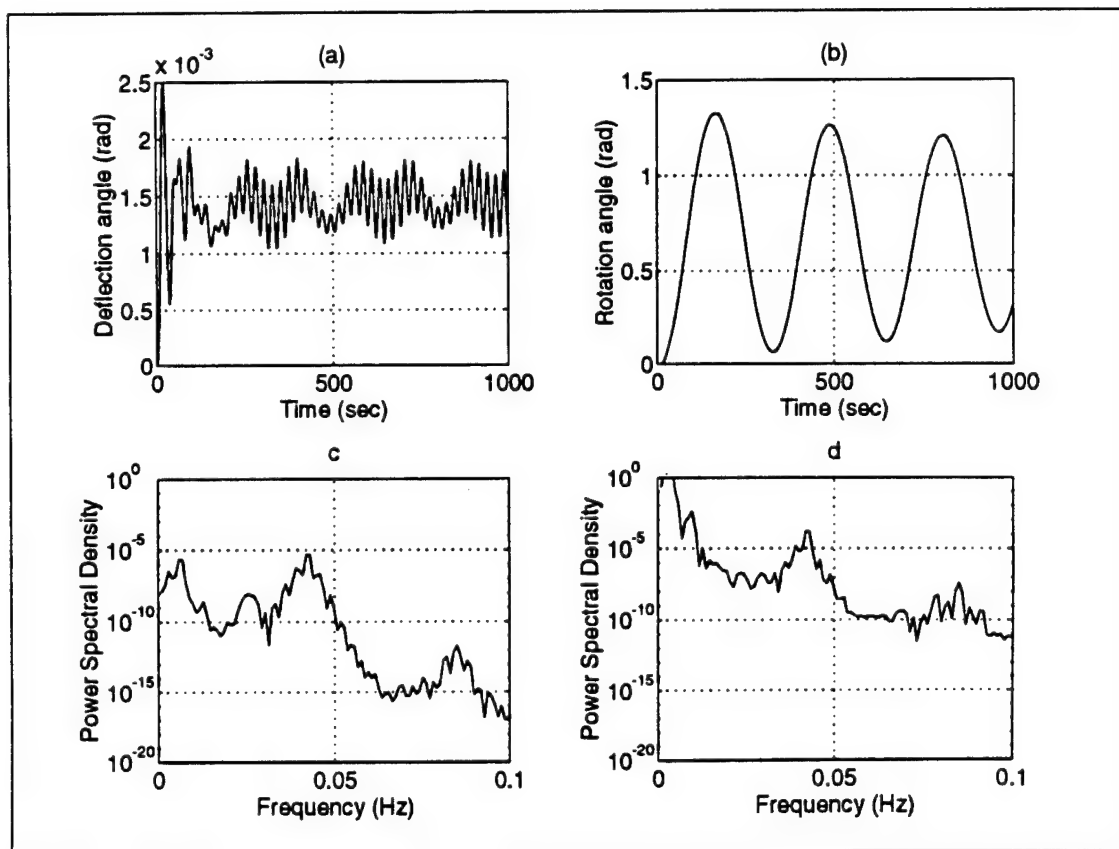 (a)
x 10-3
2.5
2
1.5
1
0.5
0
Deflection angle (rad)
0
500
1000
Time (sec)
(b)
1.5
1
0.5
0
Rotation angle (rad)
0
500
1000
Time (sec)
c
100
10-5
10-10
10-15
10-20
Power Spectral Density
0
0.05
0.1
Frequency (Hz)
d
100
10-5
10-10
10-15
10-20
Power Spectral Density
0
0.05
0.1
Frequency (Hz)